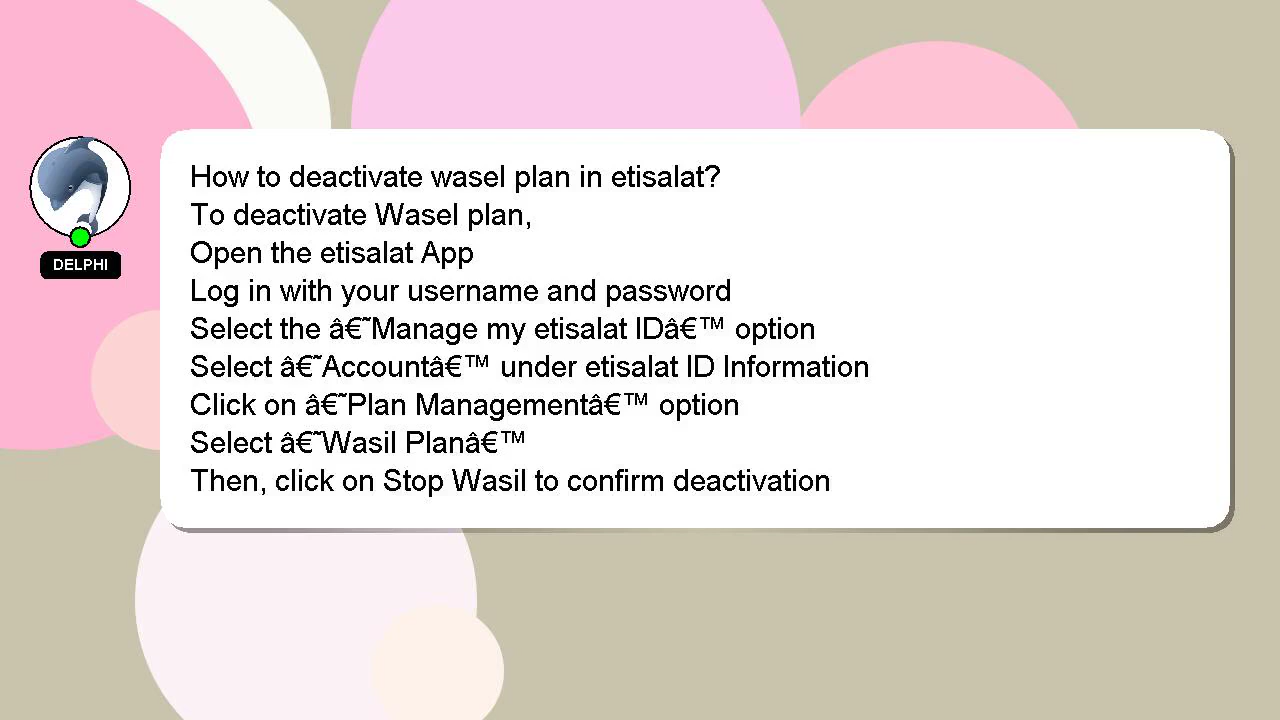 How to deactivate wasel plan in etisalat?
To deactivate Wasel plan,
Open the etisalat App
Log in with your username and password
Select the â€˜Manage my etisalat IDâ€™ option
Select â€˜Accountâ€™ under etisalat ID Information
Click on â€˜Plan Managementâ€™ option
Select â€˜Wasil Planâ€™
Then, click on Stop Wasil to confirm deactivation
DELPHI